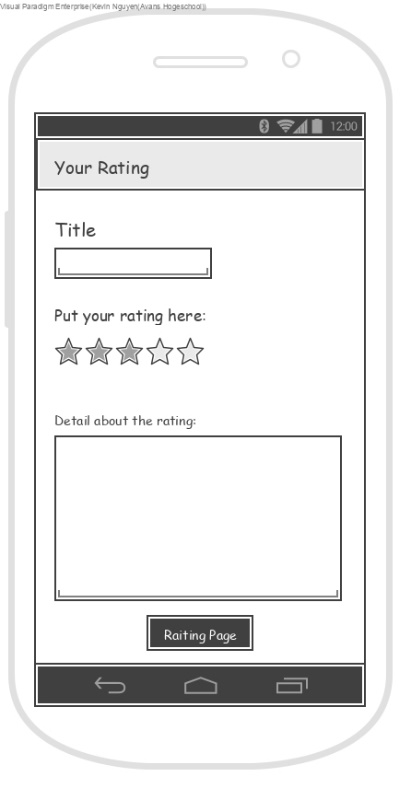 Visual Paradigm Enterprise(Kevin Nguyen(Avans Hogeschool))
12:00
Your Rating
Title
Put your rating here:
Detail about the rating:
Raiting Page